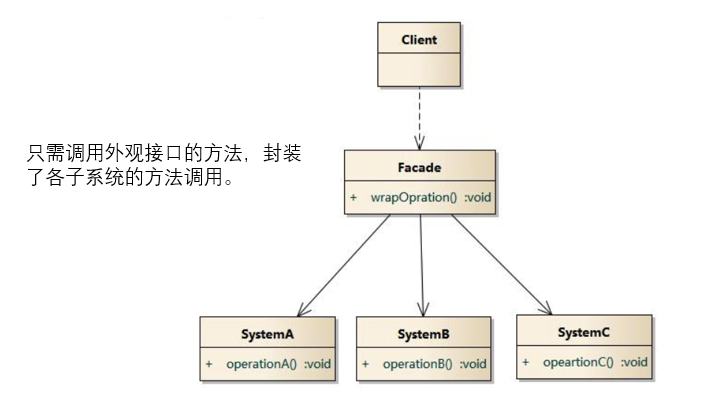 Client
只需调用外观接口的方法，封装
了各子系统的方法调用。
Facade
+ wrapOpration() :void
SystemA
+ operationA() :void
SystemB
+ operationB() :void
SystemC
+ opeartionC() :void